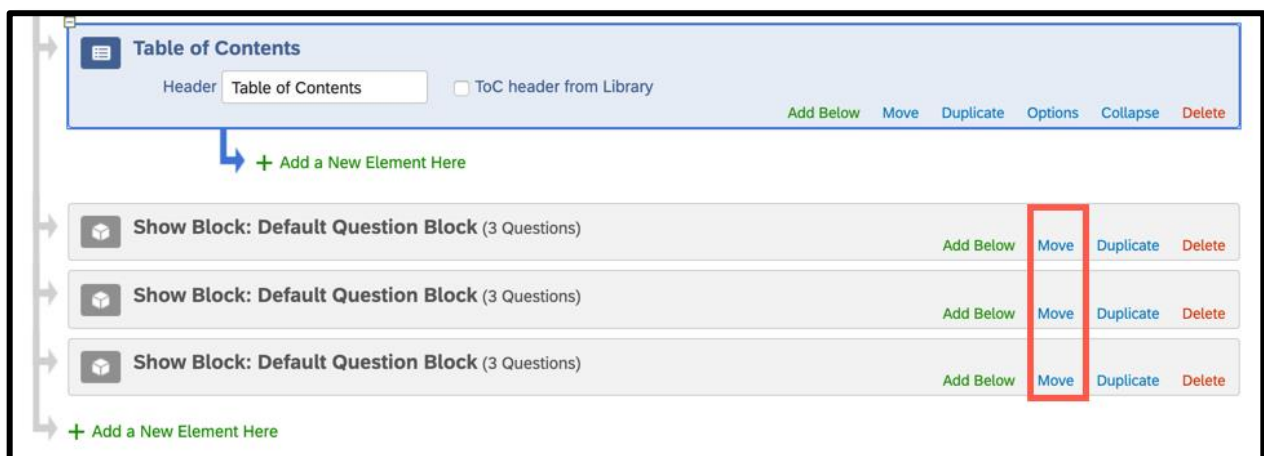 Table of Contents
Header Table of Contents ToC header from Library
Add Below Move Duplicate Options Collapse Delete
+ Add a New Element Here
Show Block: Default Question Block (3 Questions)
Add Below Move Duplicate Delete
Show Block: Default Question Block (3 Questions)
Add Below Move Duplicate Delete
Show Block: Default Question Block (3 Questions)
Add Below Move Duplicate Delete
+ Add a New Element Here